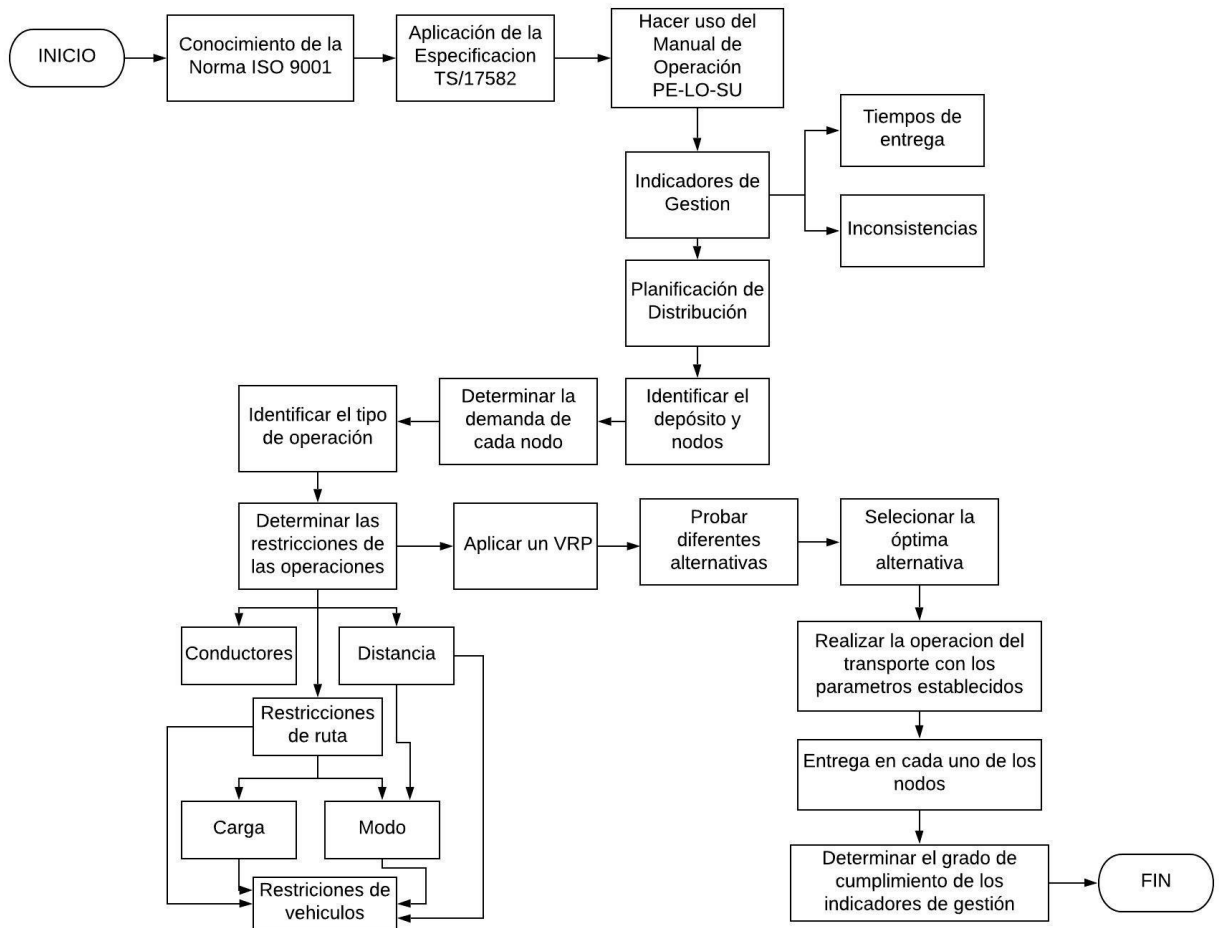 INICIO
Conocimiento de la
Norma ISO 9001
Aplicación de la
Especificacion
TS/17582
Hacer uso del
Manual de
Operación
PE-LO-SU
Tiempos de
entrega
Indicadores de
Gestion
Inconsistencias
Planificación de
Distribución
Identificar el
depósito y
nodos
Determinar la
demanda de
cada nodo
Identificar el tipo
de operación
Determinar las
restricciones de
las operaciones
Aplicar un VRP
Probar
diferentes
alternativas
Selecionar la
óptima
alternativa
Conductores
Distancia
Restricciones
de ruta
Carga
Modo
Restriciones de
vehiculos
Realizar la operacion del
transporte con los
parametros establecidos
Entrega en cada uno de los
nodos
Determinar el grado de
cumplimiento de los
indicadores de gestión
FIN